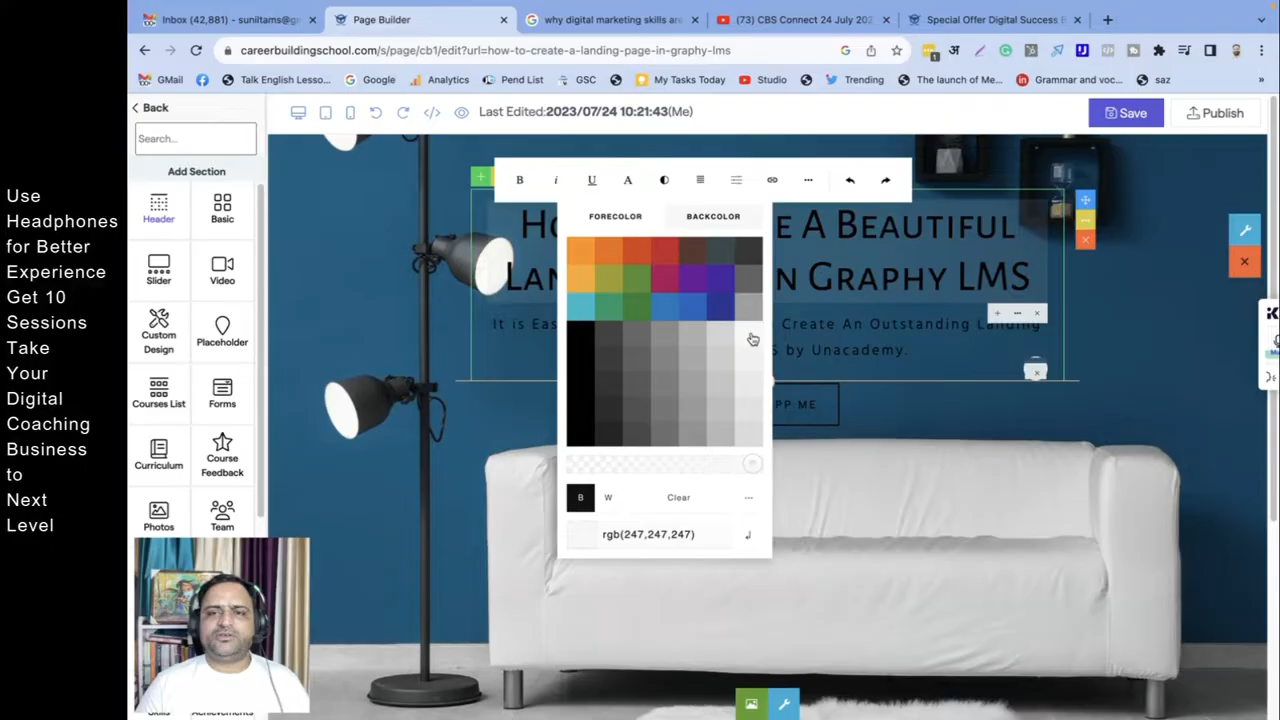 Use
Headphones
for Better
Experience
Get 10
Sessions
Take
Your
Digital
Coaching
Business
to
Next
Level
Inbox (42,881) - suniltams@g
Page Builder
why digital marketing skills are
(73) CBS Connect 24 July 202
Special Offer Digital Success B
careerbuildingschool.com/s/page/cb1/edit?url=how-to-create-a-landing-page-in-graphy-lms
GMail
Talk English Lesso...
Google
Analytics
Pend List
GSC
My Tasks Today
Studio
Trending
The launch of Me...
Grammar and voc...
saz
Back
Last Edited:2023/07/24 10:21:43(Me)
Save
Publish
Search...
Add Section
Header
Basic
Slider
Video
Custom
Design
Placeholder
Courses List
Forms
Curriculum
Course
Feedback
Photos
Team
B i U A
FORECOLOR
BACKCOLOR
E A Beautiful
Lan
n Graphy LMS
It is Eas
Create An Outstanding Landing
by Unacademy.
PP ME
B
W
Clear
rgb(247,247,247)